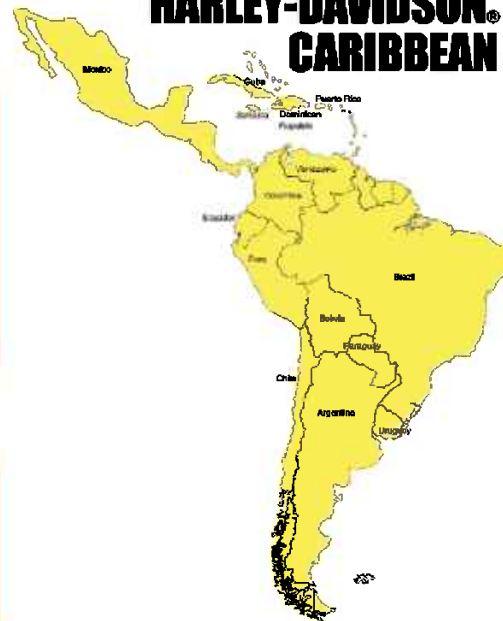 HARLEY-DAVIDSON®
CARIBBEAN
Mexico
Cuba
Puerto Rico
Jamaica
Dominican
Republic
Venezuela
Colombia
Ecuador
Peru
Brazil
Bolivia
Paraguay
Chile
Argentina
Uruguay